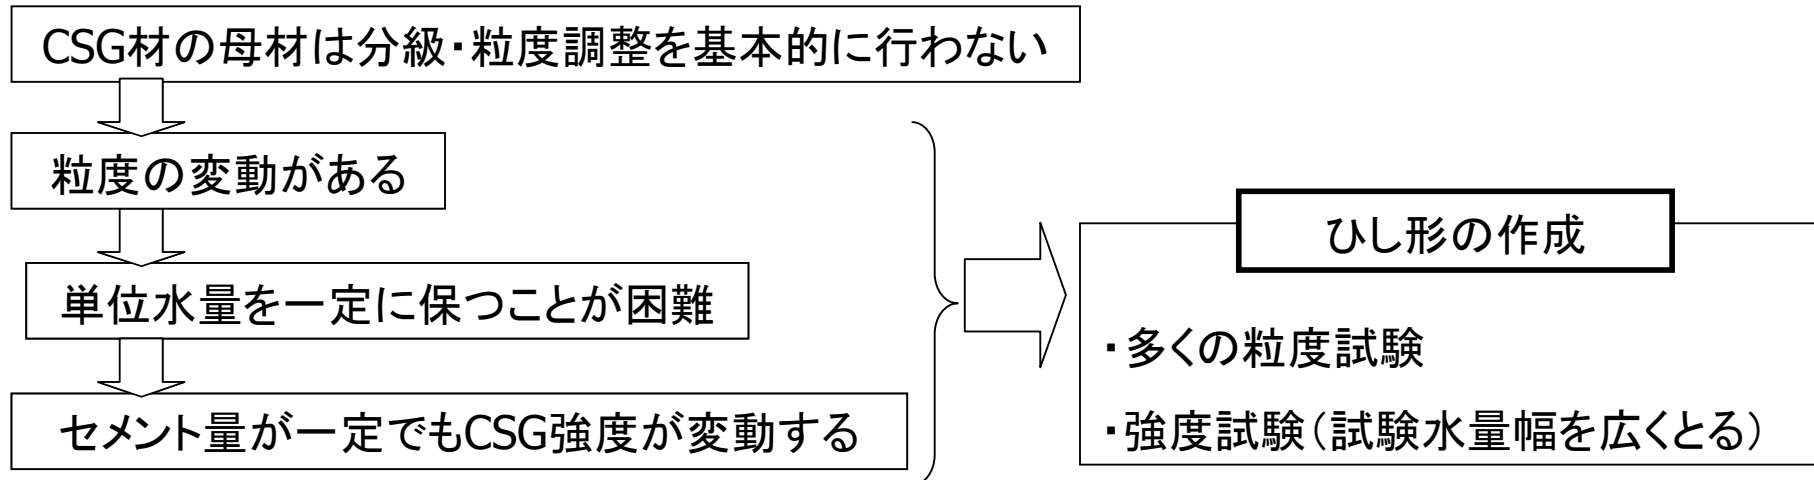 CSG材の母材は分級・粒度調整を基本的に行わない
粒度の変動がある
単位水量を一定に保つことが困難
セメント量が一定でもCSG強度が変動する
ひし形の作成
・多くの粒度試験
・強度試験（試験水量幅を広くとる）